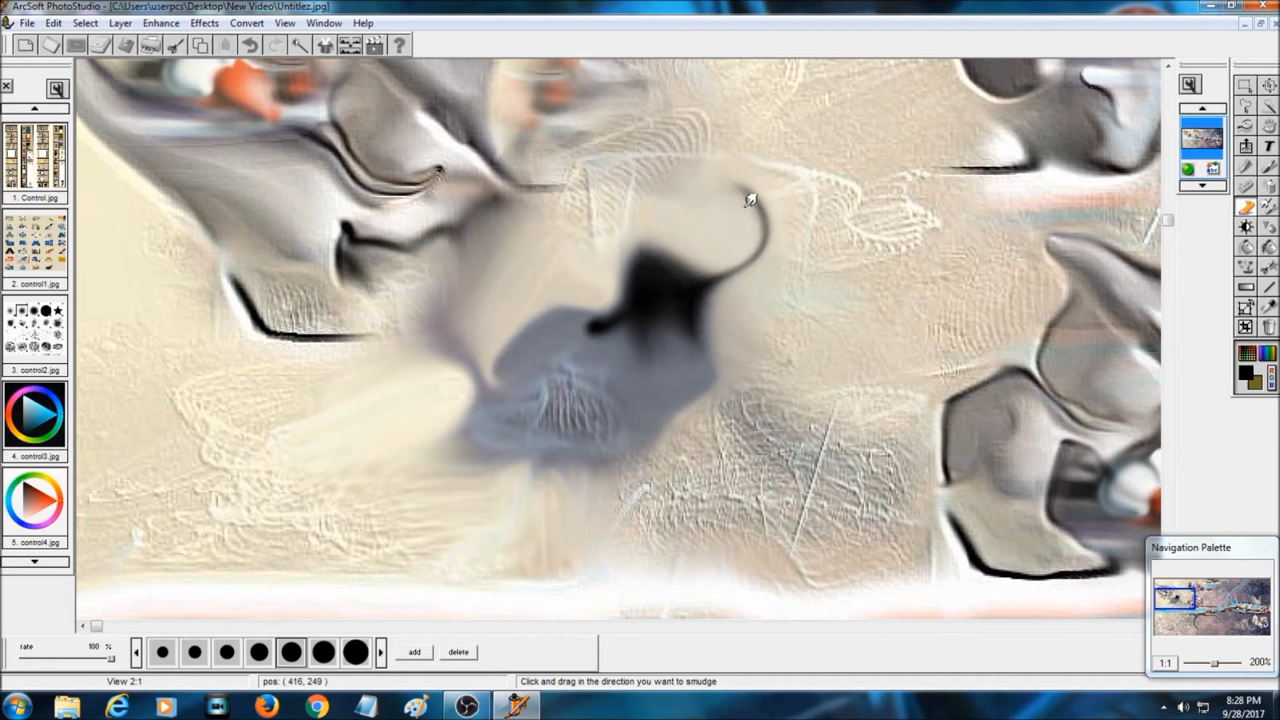 ArcSoft PhotoStudio - [C:\Users\userpcs\Desktop\New Video\Untitlez.jpg]
File Edit Select Layer Enhance Effects Convert View Window Help
1. Control.jpg
2. control1.jpg
3. control2.jpg
4. control3.jpg
5. control4.jpg
Navigation Palette
1:1 200%
rate 100 %
add delete
View 2:1 pos: ( 416, 249 ) Click and drag in the direction you want to smudge
8:28 PM
9/28/2017